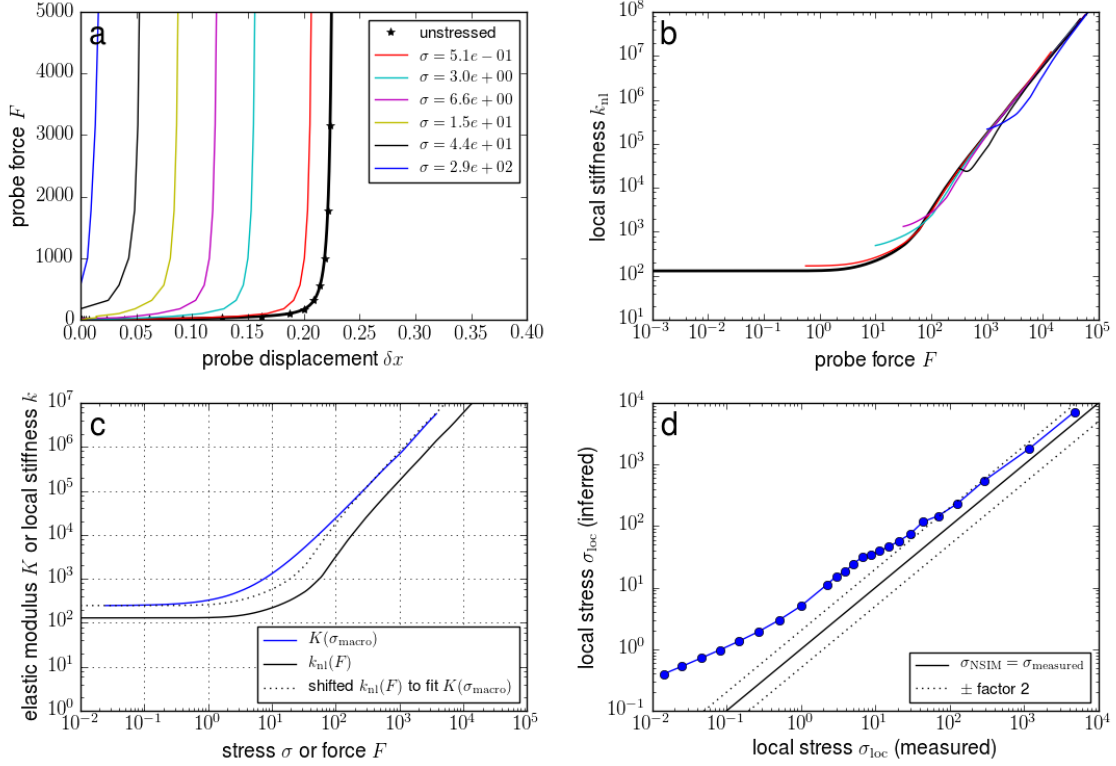 a
probe force F
5000
4000
3000
2000
1000
0
0.00
0.05
0.10
0.15
0.20
0.25
0.30
0.35
0.40
probe displacement δx
unstressed
σ = 5.1e − 01
σ = 3.0e + 00
σ = 6.6e + 00
σ = 1.5e + 01
σ = 4.4e + 01
σ = 2.9e + 02
b
local stiffness k_nl
10^8
10^7
10^6
10^5
10^4
10^3
10^2
10^1
10^−3
10^−2
10^−1
10^0
10^1
10^2
10^3
10^4
10^5
probe force F
c
elastic modulus K or local stiffness k
10^7
10^6
10^5
10^4
10^3
10^2
10^1
10^0
10^−2
10^−1
10^0
10^1
10^2
10^3
10^4
10^5
stress σ or force F
K(σ_macro)
k_nl(F)
shifted k_nl(F) to fit K(σ_macro)
d
local stress σ_loc (inferred)
10^4
10^3
10^2
10^1
10^0
10^−1
10^−2
10^−1
10^0
10^1
10^2
10^3
10^4
local stress σ_loc (measured)
σ_NSIM = σ_measured
± factor 2